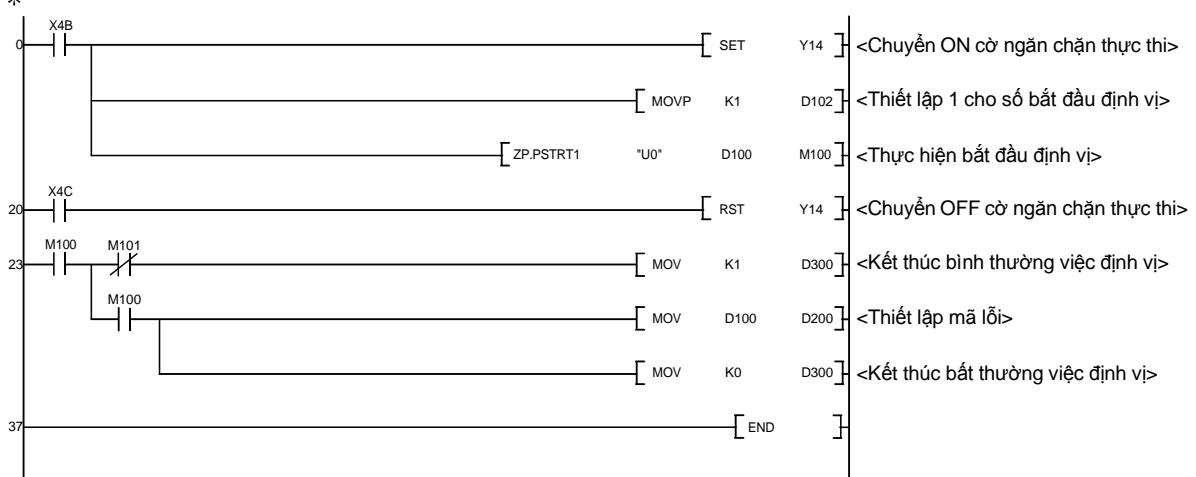 *
X4B
0 SET Y14 <Chuyển ON cờ ngăn chặn thực thi>
MOVP K1 D102 <Thiết lập 1 cho số bắt đầu định vị>
ZP.PSTRT1 "U0" D100 M100 <Thực hiện bắt đầu định vị>
X4C
20 RST Y14 <Chuyển OFF cờ ngăn chặn thực thi>
M100 M101
23 MOV K1 D300 <Kết thúc bình thường việc định vị>
M100
MOV D100 D200 <Thiết lập mã lỗi>
MOV K0 D300 <Kết thúc bất thường việc định vị>
37 END